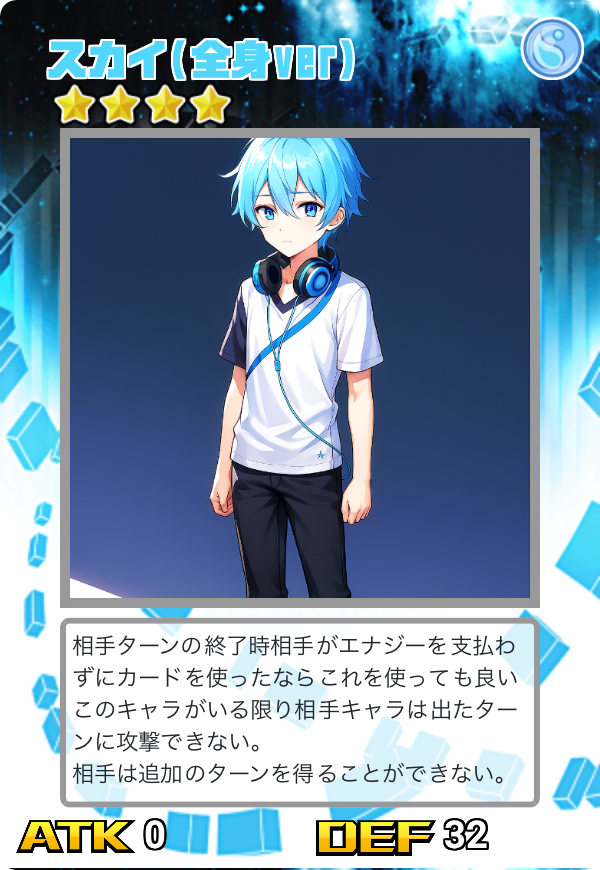 スカイ(全身ver)
相手ターンの終了時相手がエナジーを支払わ
ずにカードを使ったならこれを使っても良い
このキャラがいる限り相手キャラは出たター
ンに攻撃できない。
相手は追加のターンを得ることができない。
ATK 0 DEF 32